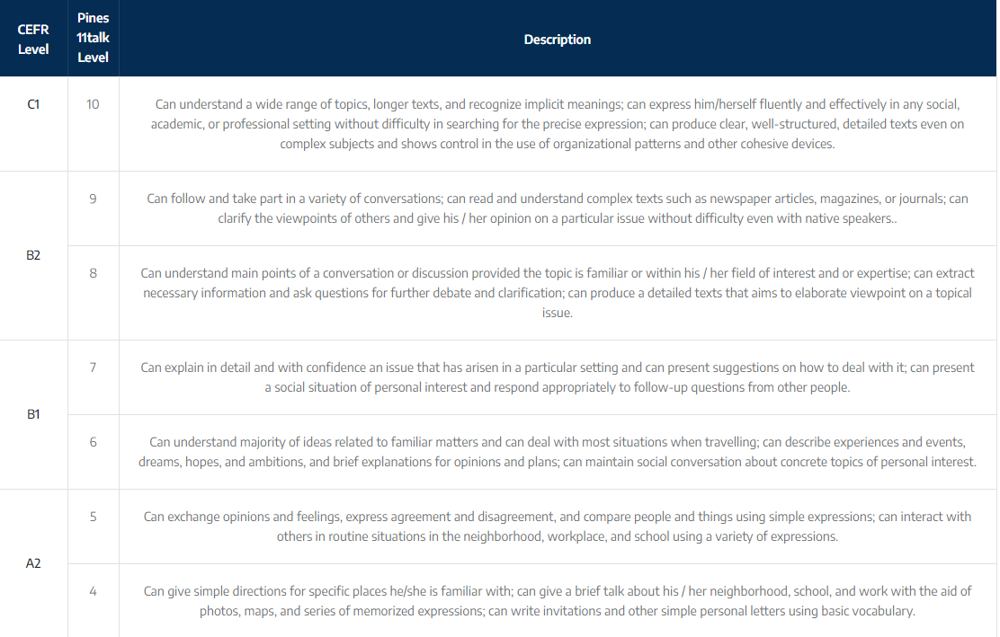 CEFR
Level
Pines
11talk
Level
Description
C1
10
Can understand a wide range of topics, longer texts, and recognize implicit meanings; can express him/herself fluently and effectively in any social,
academic, or professional setting without difficulty in searching for the precise expression; can produce clear, well-structured, detailed texts even on
complex subjects and shows control in the use of organizational patterns and other cohesive devices.
B2
9
Can follow and take part in a variety of conversations; can read and understand complex texts such as newspaper articles, magazines, or journals; can
clarify the viewpoints of others and give his / her opinion on a particular issue without difficulty even with native speakers..
8
Can understand main points of a conversation or discussion provided the topic is familiar or within his / her field of interest and or expertise; can extract
necessary information and ask questions for further debate and clarification; can produce a detailed texts that aims to elaborate viewpoint on a topical
issue.
B1
7
Can explain in detail and with confidence an issue that has arisen in a particular setting and can present suggestions on how to deal with it; can present
a social situation of personal interest and respond appropriately to follow-up questions from other people.
6
Can understand majority of ideas related to familiar matters and can deal with most situations when travelling; can describe experiences and events,
dreams, hopes, and ambitions, and brief explanations for opinions and plans; can maintain social conversation about concrete topics of personal interest.
A2
5
Can exchange opinions and feelings, express agreement and disagreement, and compare people and things using simple expressions; can interact with
others in routine situations in the neighborhood, workplace, and school using a variety of expressions.
4
Can give simple directions for specific places he/she is familiar with; can give a brief talk about his / her neighborhood, school, and work with the aid of
photos, maps, and series of memorized expressions; can write invitations and other simple personal letters using basic vocabulary.